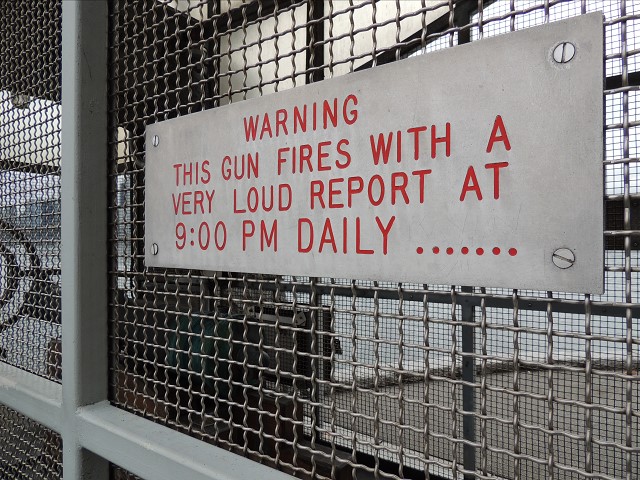 WARNING
THIS GUN FIRES WITH A
VERY LOUD REPORT AT
9:00 PM DAILY .......